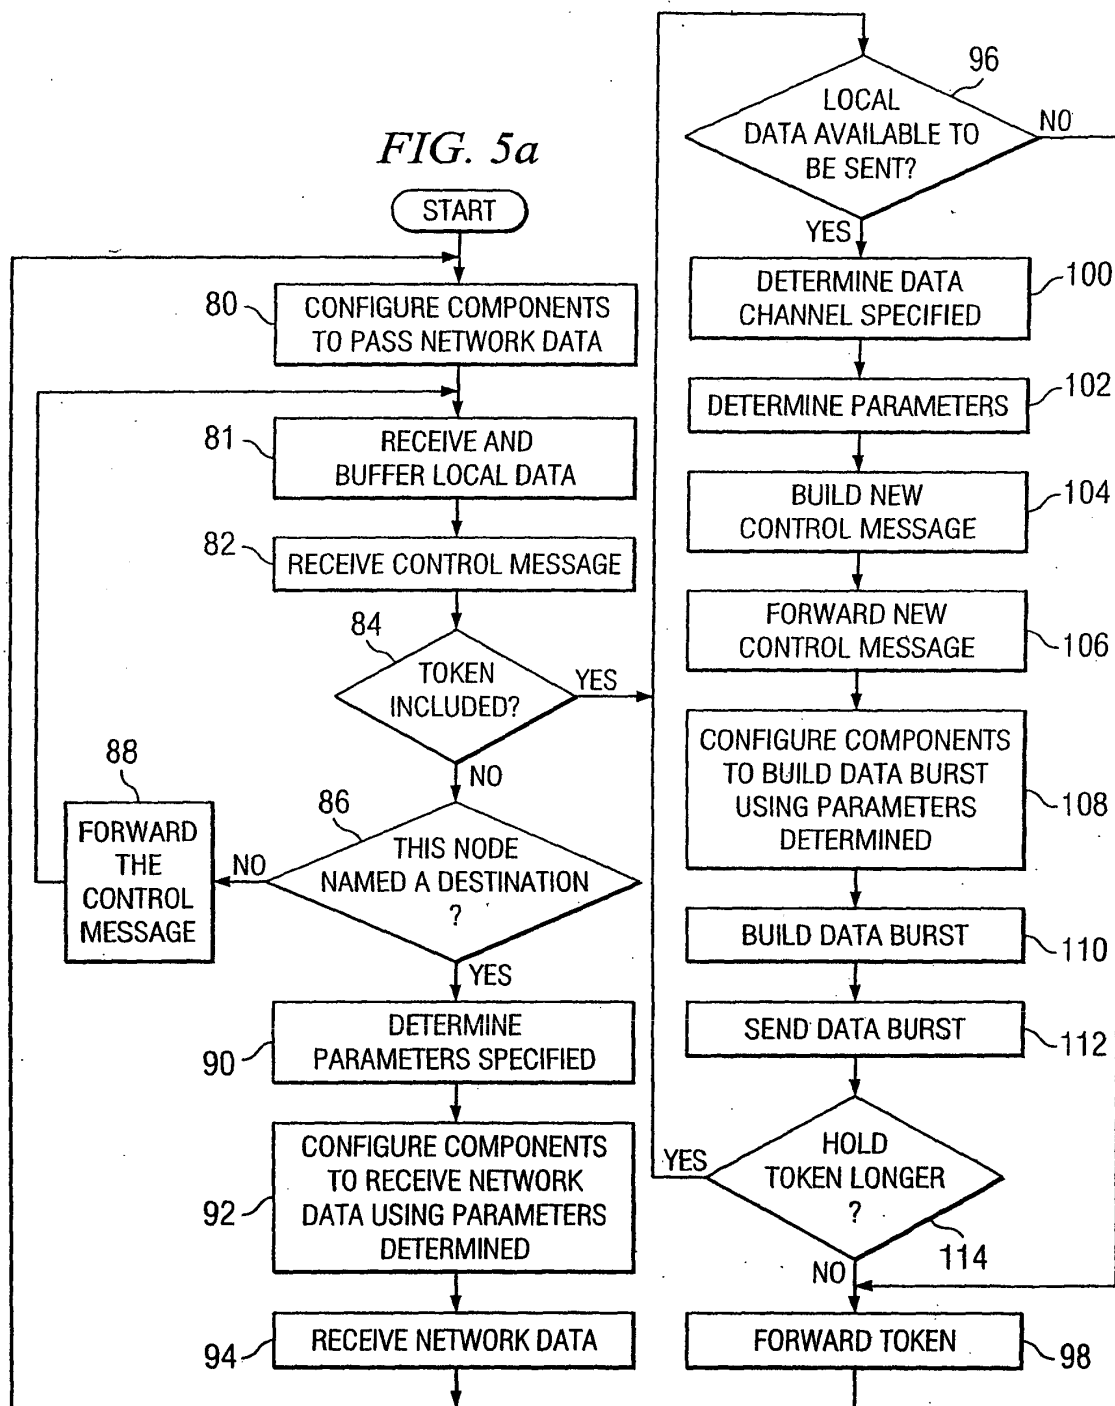 FIG. 5a
START
80
CONFIGURE COMPONENTS
TO PASS NETWORK DATA
81
RECEIVE AND
BUFFER LOCAL DATA
82
RECEIVE CONTROL MESSAGE
84
TOKEN
INCLUDED?
YES
NO
86
THIS NODE
NAMED A DESTINATION
?
NO
88
FORWARD
THE
CONTROL
MESSAGE
YES
90
DETERMINE
PARAMETERS SPECIFIED
92
CONFIGURE COMPONENTS
TO RECEIVE NETWORK
DATA USING PARAMETERS
DETERMINED
94
RECEIVE NETWORK DATA
96
LOCAL
DATA AVAILABLE TO
BE SENT?
NO
YES
DETERMINE DATA
CHANNEL SPECIFIED
100
DETERMINE PARAMETERS
102
BUILD NEW
CONTROL MESSAGE
104
FORWARD NEW
CONTROL MESSAGE
106
CONFIGURE COMPONENTS
TO BUILD DATA BURST
USING PARAMETERS
DETERMINED
108
BUILD DATA BURST
110
SEND DATA BURST
112
HOLD
TOKEN LONGER
?
YES
114
NO
FORWARD TOKEN
98